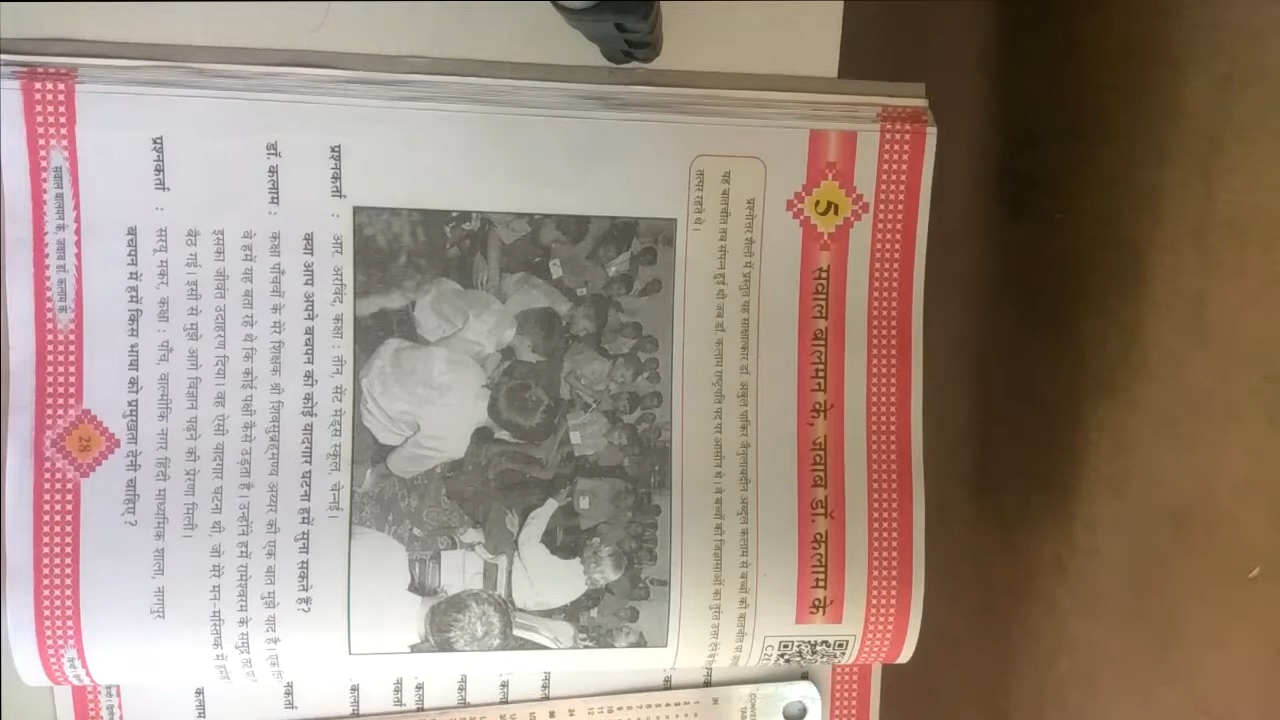 5
सवाल बालमन के, जवाब डॉ. कलाम के
प्रश्नोत्तर शैली में प्रस्तुत यह साक्षात्कार डॉ. अबुल पाकिर जैनुलाबदीन अब्दुल कलाम से बच्चों की बातचीत पर
यह बातचीत तब संपन्न हुई थी जब डॉ. कलाम राष्ट्रपति पद पर आसीन थे। वे बच्चों की जिज्ञासाओं का तुरंत उत्तर देने के लिए
तत्पर रहते थे।
प्रश्नकर्ता : आर. अरविंद, कक्षा : तीन, सेंट मेड्स स्कूल, चेन्नई।
क्या आप अपने बचपन की कोई यादगार घटना हमें सुना सकते हैं?
डॉ. कलाम : कक्षा पाँचवीं के मेरे शिक्षक श्री शिवसुब्रह्मण्य अय्यर की एक बात मुझे याद है। एक
वे हमें यह बता रहे थे कि कोई पक्षी कैसे उड़ता है। उन्होंने हमें रामेश्वरम के समुद्र तट
इसका जीवंत उदाहरण दिया। वह ऐसी यादगार घटना थी, जो मेरे मन-मस्तिष्क में
बैठ गई। इसी से मुझे आगे विज्ञान पढ़ने की प्रेरणा मिली।
प्रश्नकर्ता : सरयू मकर, कक्षा : पाँच, वाल्मीकि नगर हिंदी माध्यमिक शाला, नागपुर
बचपन में हमें किस भाषा को प्रमुखता देनी चाहिए?
सवाल बालमन के, जवाब डॉ. कलाम के
28